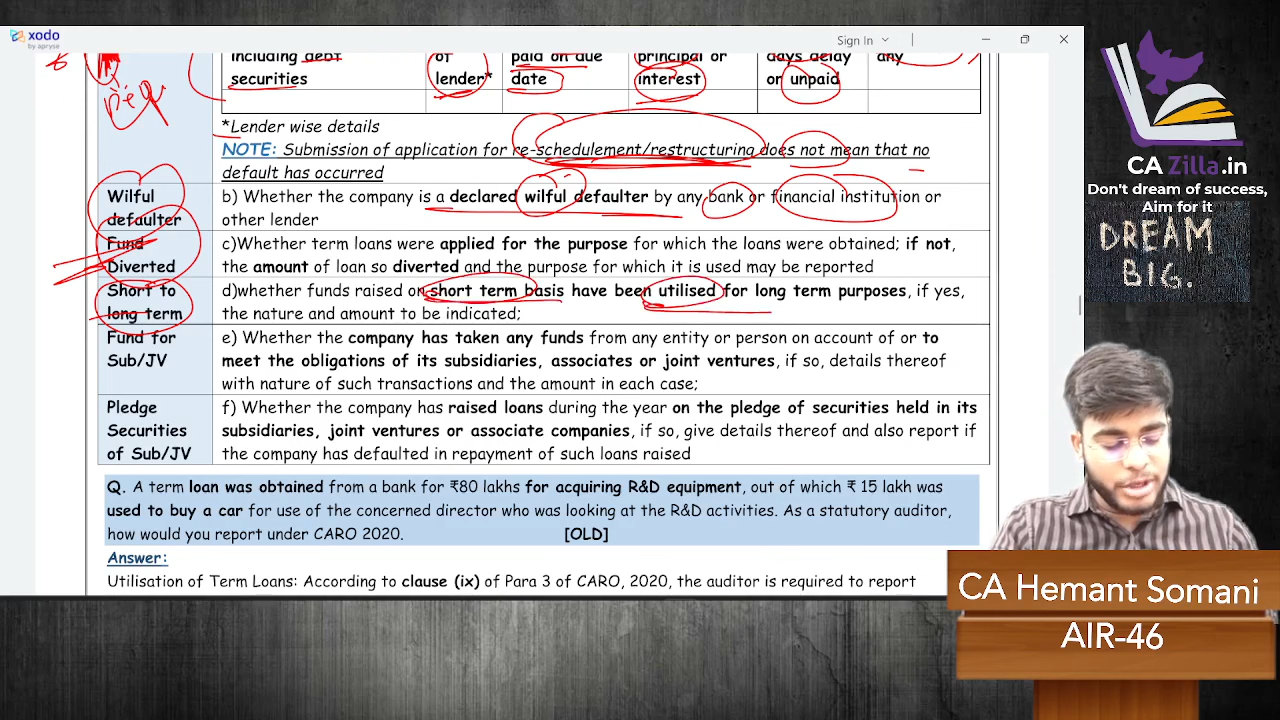 xodo
by apryse
Sign In
including debt
securities
of
lender*
paid on due
date
principal or
interest
days delay
or unpaid
any
*Lender wise details
NOTE: Submission of application for re-schedulement/restructuring does not mean that no
default has occurred
Wilful
defaulter
b) Whether the company is a declared wilful defaulter by any bank or financial institution or
other lender
Fund
Diverted
c)Whether term loans were applied for the purpose for which the loans were obtained; if not,
the amount of loan so diverted and the purpose for which it is used may be reported
Short to
long term
d)whether funds raised on short term basis have been utilised for long term purposes, if yes,
the nature and amount to be indicated;
Fund for
Sub/JV
e) Whether the company has taken any funds from any entity or person on account of or to
meet the obligations of its subsidiaries, associates or joint ventures, if so, details thereof
with nature of such transactions and the amount in each case;
Pledge
Securities
of Sub/JV
f) Whether the company has raised loans during the year on the pledge of securities held in its
subsidiaries, joint ventures or associate companies, if so, give details thereof and also report if
the company has defaulted in repayment of such loans raised
Q. A term loan was obtained from a bank for ₹80 lakhs for acquiring R&D equipment, out of which ₹ 15 lakh was
used to buy a car for use of the concerned director who was looking at the R&D activities. As a statutory auditor,
how would you report under CARO 2020. [OLD]
Answer:
Utilisation of Term Loans: According to clause (ix) of Para 3 of CARO, 2020, the auditor is required to report
CA Zilla.in
Don't dream of success,
Aim for it
DREAM
BIG.
CA Hemant Somani
AIR-46